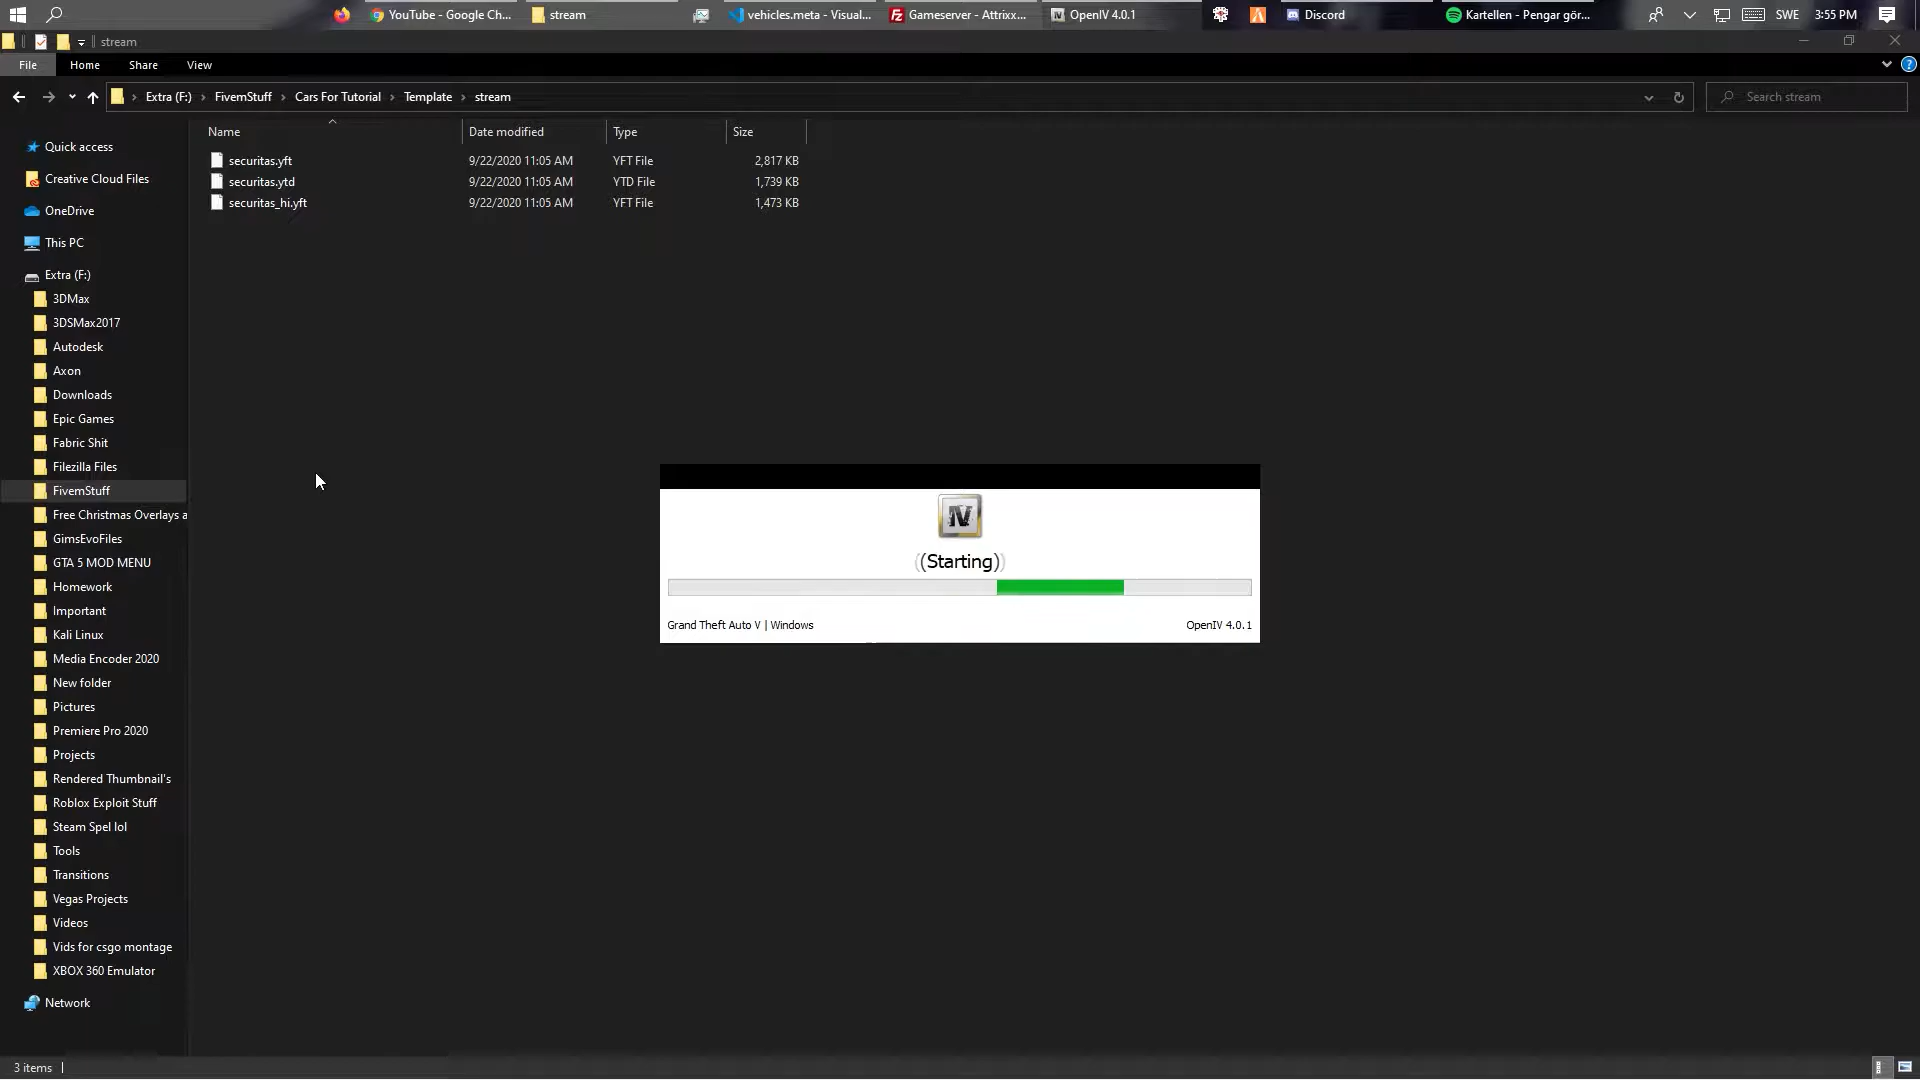 YouTube - Google Ch...
stream
vehicles.meta - Visual...
Gameserver - Attrixx...
OpenIV 4.0.1
Discord
Kartellen - Pengar gör...
SWE
3:55 PM
stream
File
Home
Share
View
Extra (F:)
FivemStuff
Cars For Tutorial
Template
stream
Search stream
Name
Date modified
Type
Size
securitas.yft
9/22/2020 11:05 AM
YFT File
2,817 KB
securitas.ytd
9/22/2020 11:05 AM
YTD File
1,739 KB
securitas_hi.yft
9/22/2020 11:05 AM
YFT File
1,473 KB
Quick access
Creative Cloud Files
OneDrive
This PC
Extra (F:)
3DMax
3DSMax2017
Autodesk
Axon
Downloads
Epic Games
Fabric Shit
Filezilla Files
FivemStuff
Free Christmas Overlays a
GimsEvoFiles
GTA 5 MOD MENU
Homework
Important
Kali Linux
Media Encoder 2020
New folder
Pictures
Premiere Pro 2020
Projects
Rendered Thumbnail's
Roblox Exploit Stuff
Steam Spel lol
Tools
Transitions
Vegas Projects
Videos
Vids for csgo montage
XBOX 360 Emulator
Network
IV
((Starting))
Grand Theft Auto V | Windows
OpenIV 4.0.1
3 items